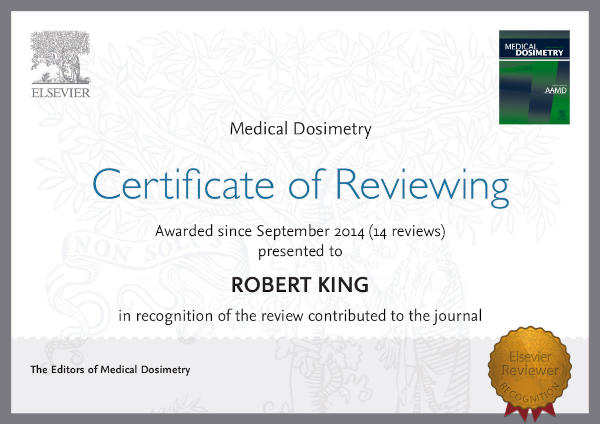 ELSEVIER
MEDICAL
DOSIMETRY
AAMD
Medical Dosimetry
Certificate of Reviewing
Awarded since September 2014 (14 reviews)
presented to
ROBERT KING
in recognition of the review contributed to the journal
NON SO
The Editors of Medical Dosimetry
Elsevier
Reviewer
RECOGNITION